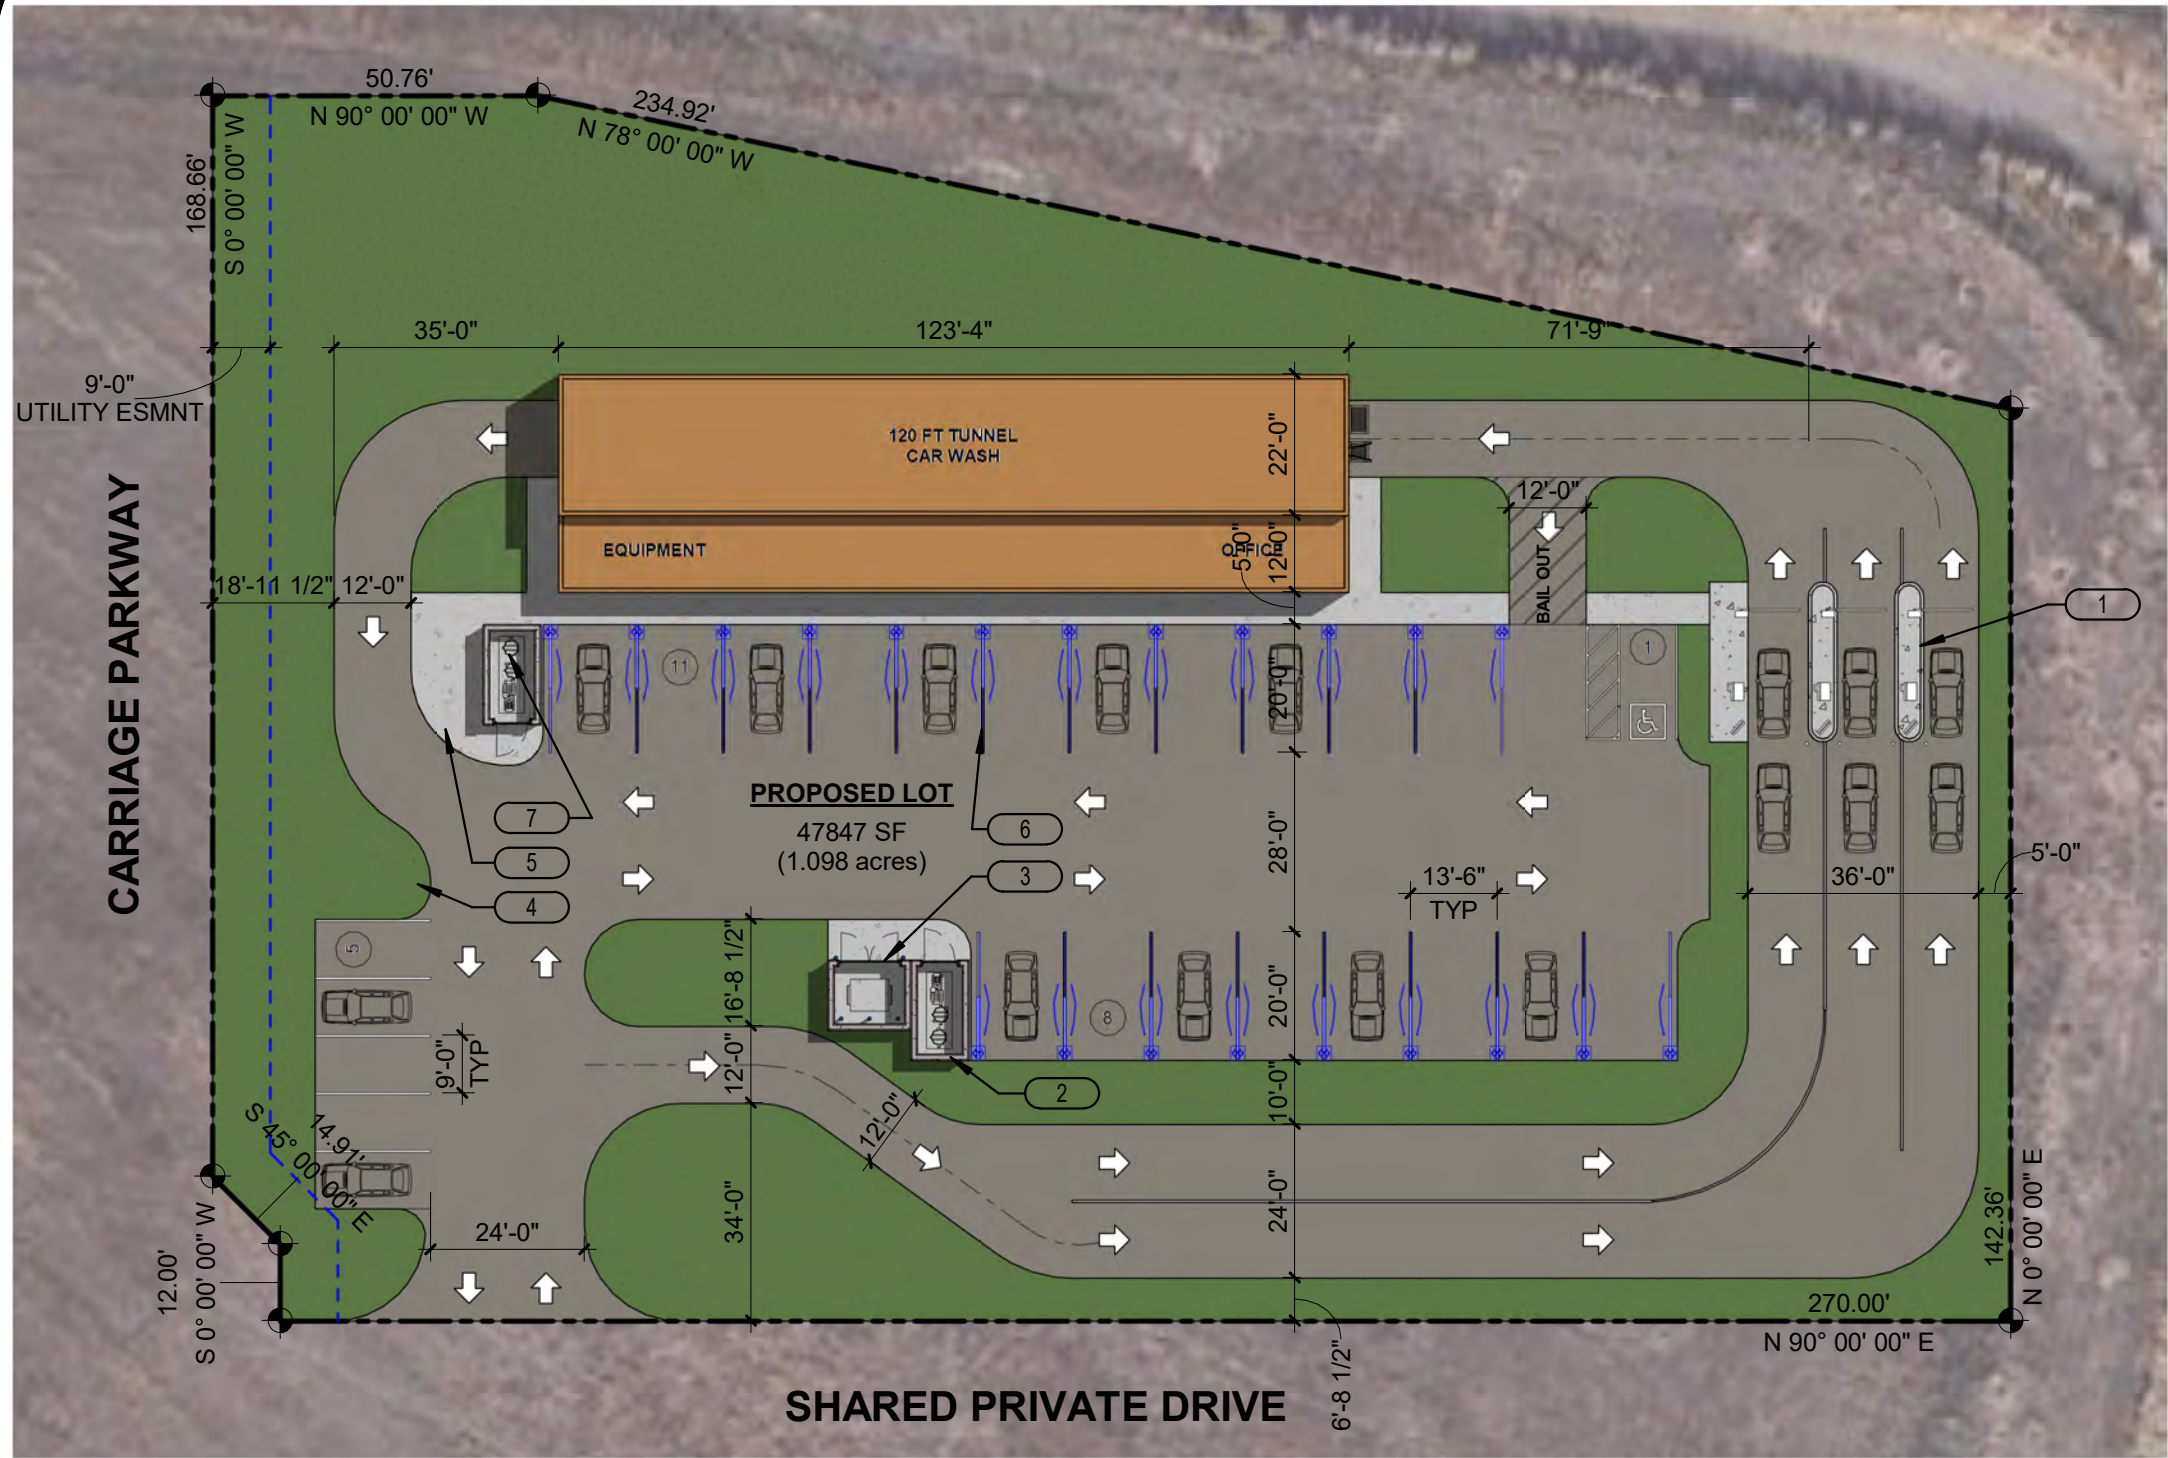 50.76'
N 90° 00' 00" W
234.92'
N 78° 00' 00" W
168.66'
S 0° 00' 00" W
35'-0"
123'-4"
71'-9"
9'-0"
UTILITY ESMNT
120 FT TUNNEL
CAR WASH
22'-0"
12'-0"
BAIL OUT
EQUIPMENT
OFFICE
5'-0"
12'-0"
18'-11 1/2"
12'-0"
1
CARRIAGE PARKWAY
11
1
20'-0"
PROPOSED LOT
47847 SF
(1.098 acres)
7
6
5
3
4
28'-0"
13'-6"
TYP
36'-0"
5'-0"
5
16'-8 1/2"
20'-0"
8
9'-0"
TYP
12'-0"
2
10'-0"
12'-0"
14.91'
S 45° 00' 00" E
24'-0"
34'-0"
24'-0"
12.00'
S 0° 00' 00" W
142.36'
N 0° 00' 00" E
270.00'
N 90° 00' 00" E
6'-8 1/2"
SHARED PRIVATE DRIVE